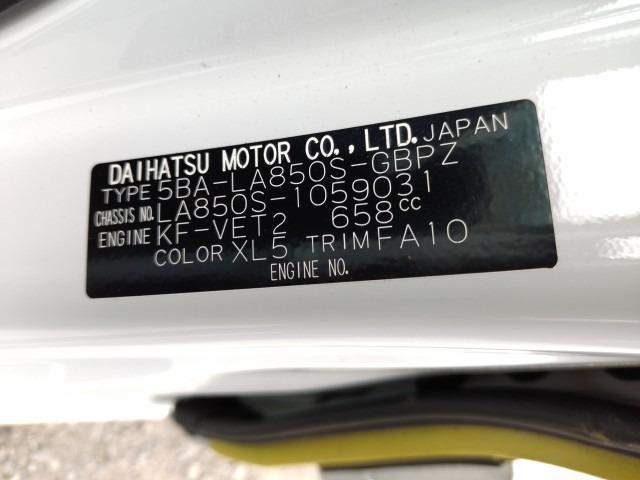 DAIHATSU MOTOR CO., LTD. JAPAN
TYPE 5BA-LA850S-GBPZ
CHASSIS NO. LA850S-1059031
ENGINE KF-VET2 658cc
COLOR XL5 TRIM FA10
ENGINE NO.